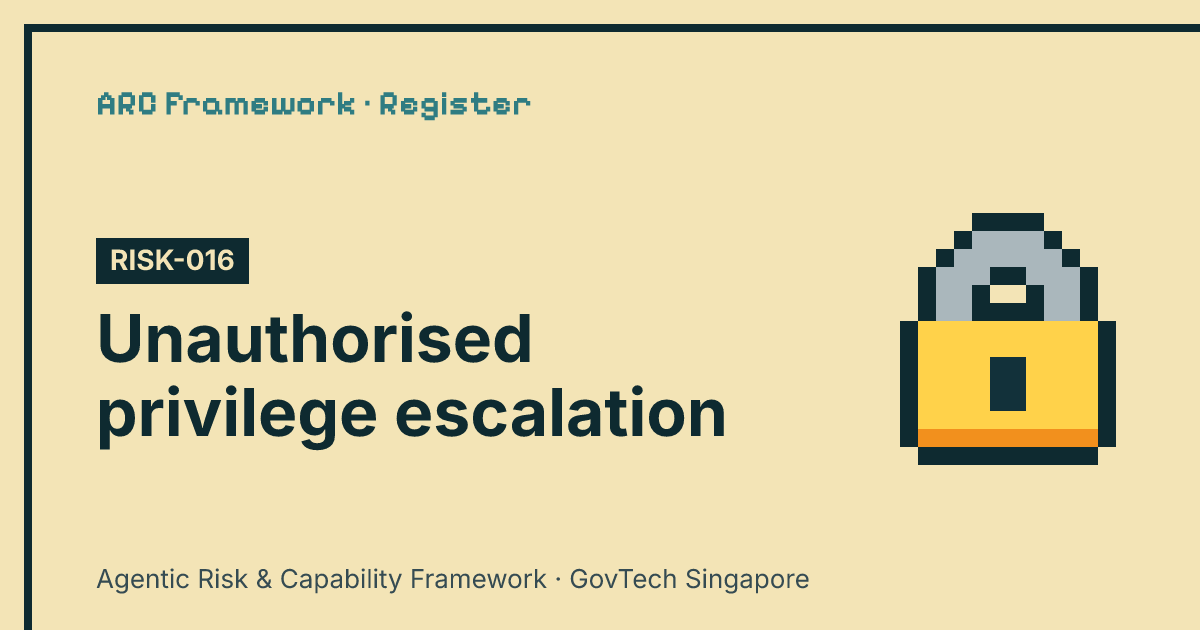 ARC Framework · Register
RISK-016
Unauthorised
privilege escalation
Agentic Risk & Capability Framework · GovTech Singapore